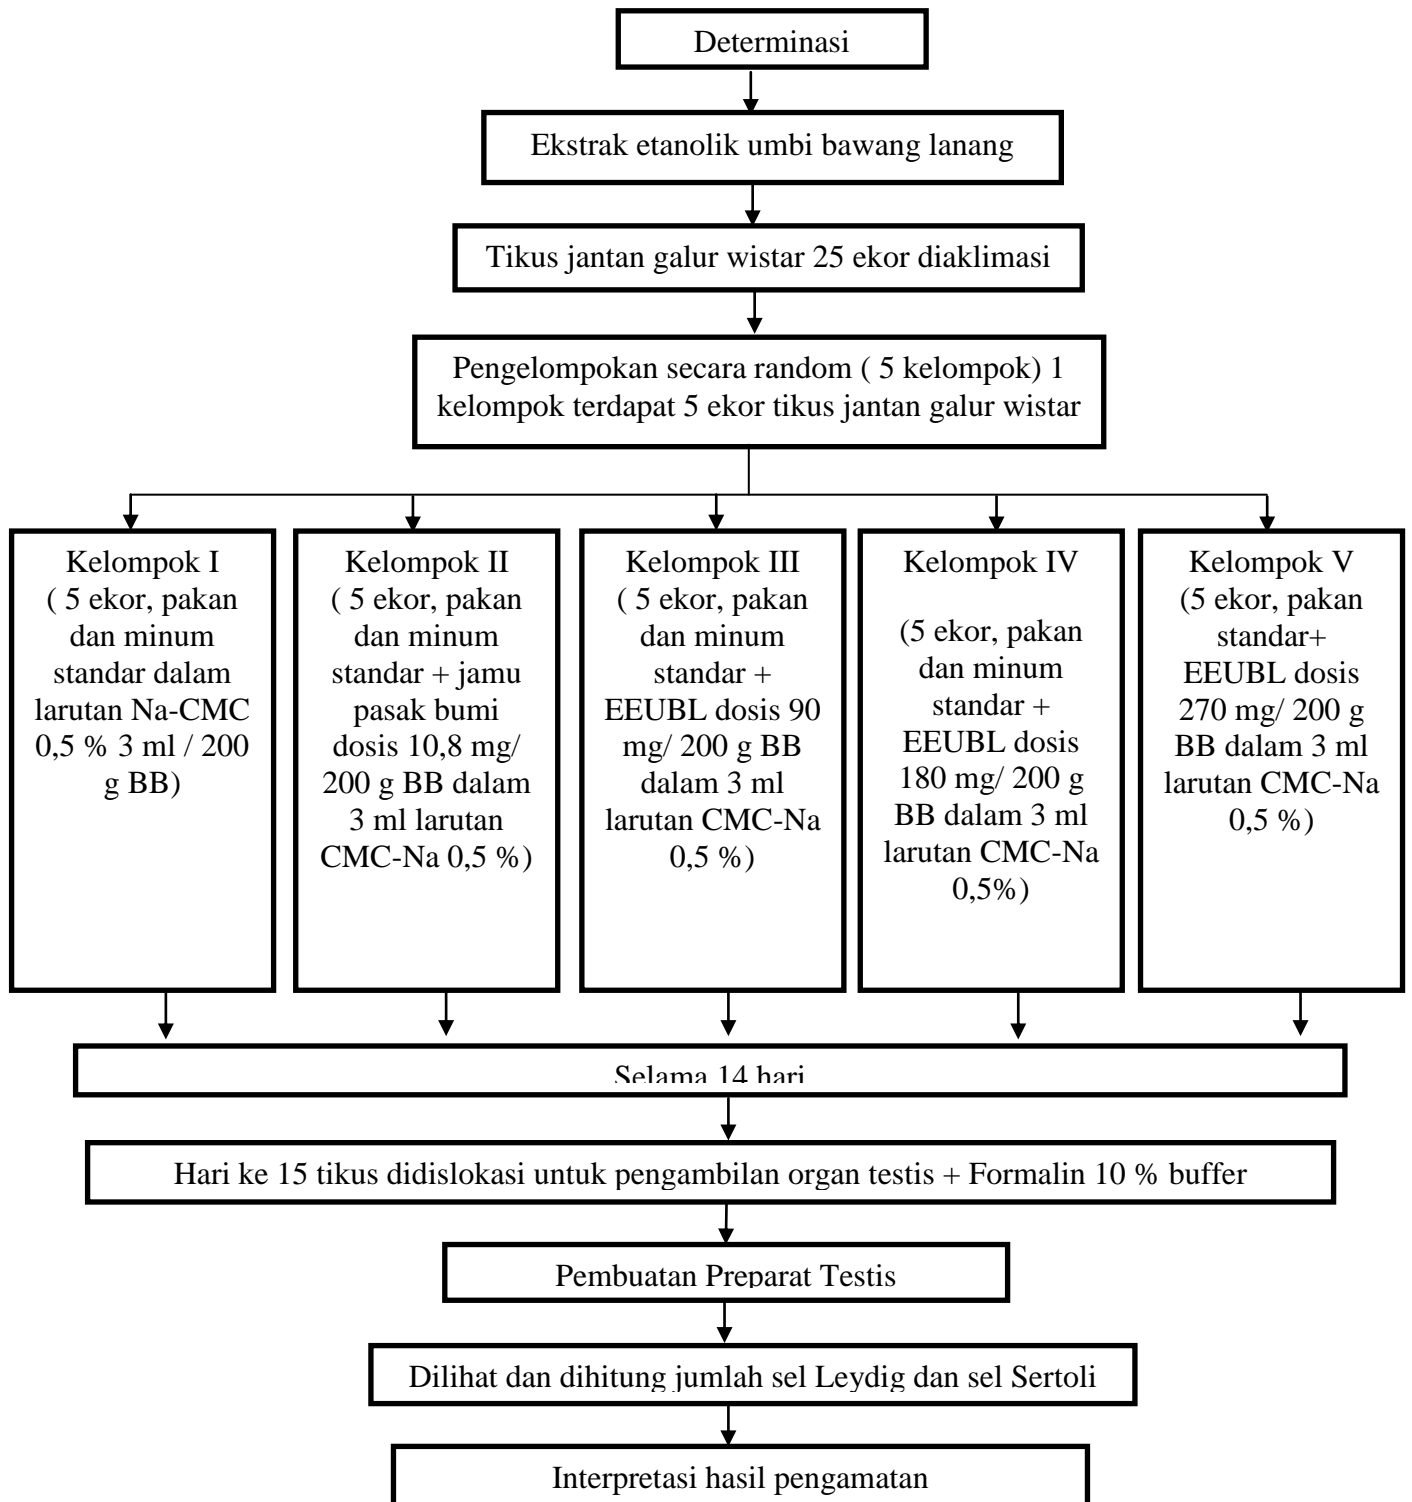 Determinasi
Ekstrak etanolik umbi bawang lanang
Tikus jantan galur wistar 25 ekor diaklimasi
Pengelompokan secara random ( 5 kelompok) 1
kelompok terdapat 5 ekor tikus jantan galur wistar
Kelompok I
( 5 ekor, pakan
dan minum
standar dalam
larutan Na-CMC
0,5 % 3 ml / 200
g BB)
Kelompok II
( 5 ekor, pakan
dan minum
standar + jamu
pasak bumi
dosis 10,8 mg/
200 g BB dalam
3 ml larutan
CMC-Na 0,5 %)
Kelompok III
( 5 ekor, pakan
dan minum
standar +
EEUBL dosis 90
mg/ 200 g BB
dalam 3 ml
larutan CMC-Na
0,5 %)
Kelompok IV
(5 ekor, pakan
dan minum
standar +
EEUBL dosis
180 mg/ 200 g
BB dalam 3 ml
larutan CMC-Na
0,5%)
Kelompok V
(5 ekor, pakan
standar+
EEUBL dosis
270 mg/ 200 g
BB dalam 3 ml
larutan CMC-Na
0,5 %)
Selama 14 hari
Hari ke 15 tikus didislokasi untuk pengambilan organ testis + Formalin 10 % buffer
Pembuatan Preparat Testis
Dilihat dan dihitung jumlah sel Leydig dan sel Sertoli
Interpretasi hasil pengamatan